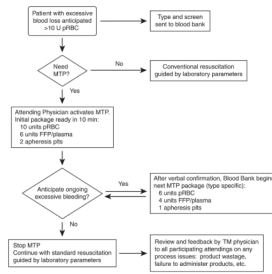 Patient with excessive
blood loss anticipated
>10 U pRBC
Type and screen
sent to blood bank
Need
MTP?
No
Conventional resuscitation
guided by laboratory parameters
Yes
Attending Physician activates MTP.
Initial package ready in 10 min:
10 units pRBC
6 units FFP/plasma
2 apheresis plts
Anticipate ongoing
excessive bleeding?
Yes
After verbal confirmation, Blood Bank begin
next MTP package (type specific):
6 units pRBC
4 units FFP/plasma
1 apheresis plts
No
Stop MTP
Continue with standard resuscitation
guided by laboratory parameters
Review and feedback by TM physician
to all participating attendings on any
process issues: product wastage,
failure to administer products, etc.